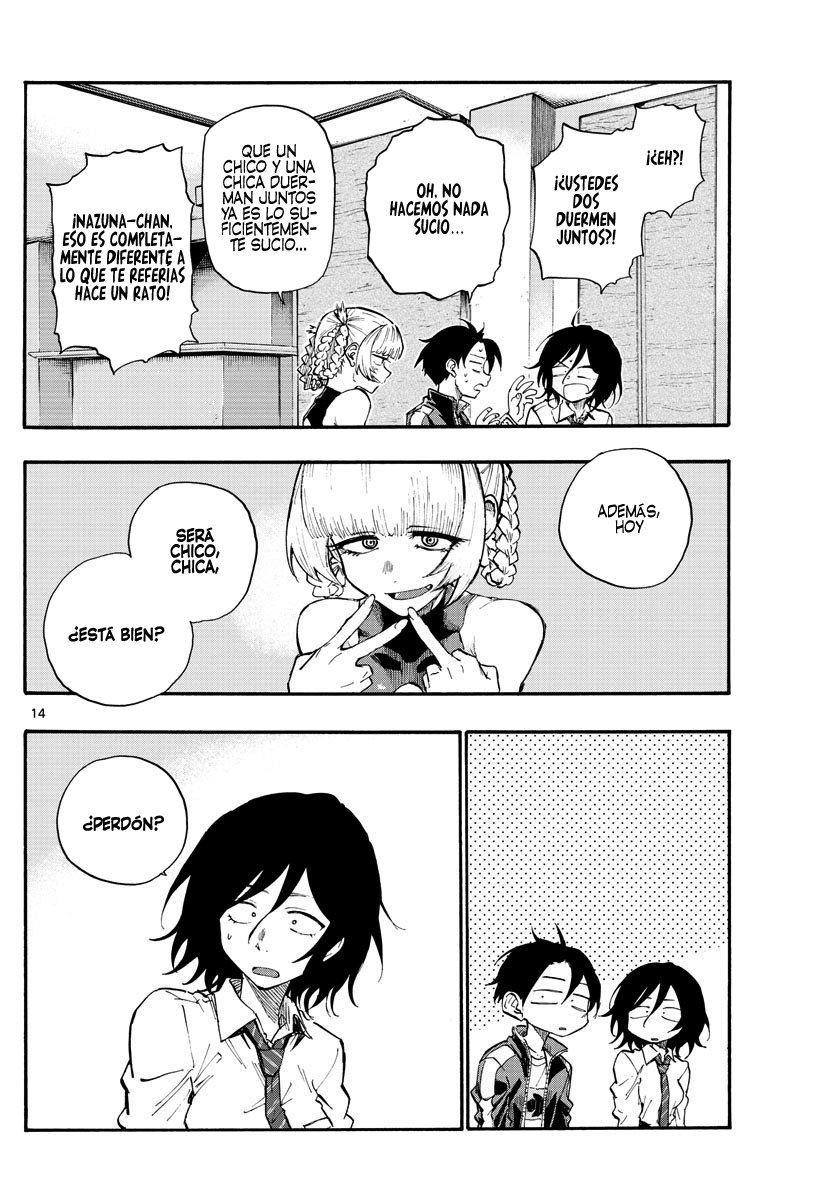 ¡¿EH?!
¡¿USTEDES
DOS
DUERMEN
JUNTOS?!
OH, NO
HACEMOS NADA
SUCIO...
QUE UN
CHICO Y UNA
CHICA DUER-
MAN JUNTOS
YA ES LO SU-
FICIENTEMEN-
TE SUCIO...
¡NAZUNA-CHAN,
ESO ES COMPLETA-
MENTE DIFERENTE A
LO QUE TE REFERIAS
HACE UN RATO!
ADEMÁS,
HOY
SERÁ
CHICO,
CHICA,
¿ESTÁ BIEN?
14
¿PERDÓN?